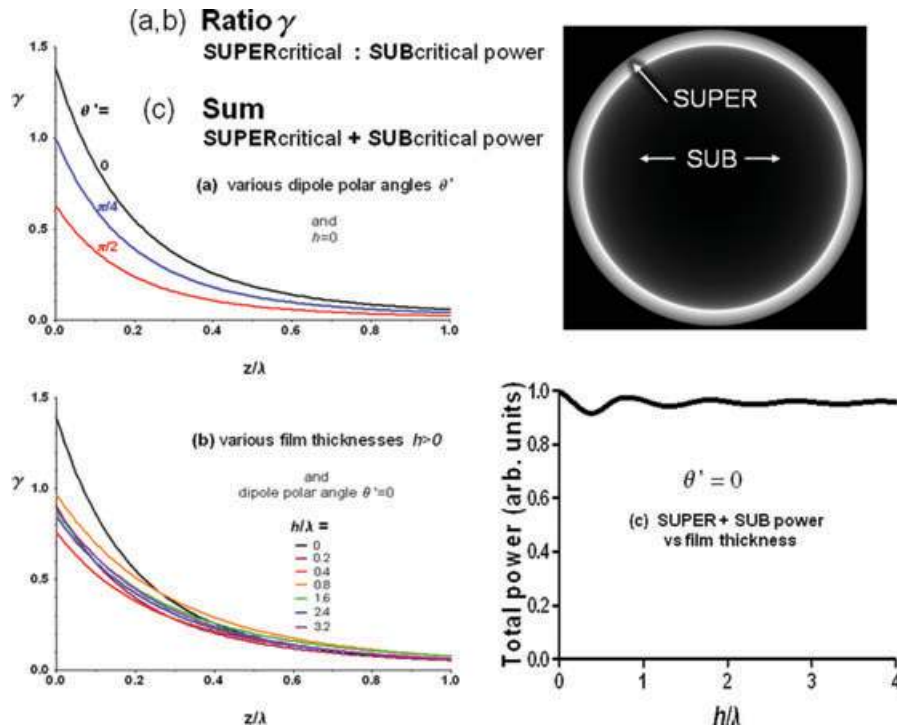 (a,b) Ratio γ
SUPERcritical : SUBcritical power
(c) Sum
SUPERcritical + SUBcritical power
(a) various dipole polar angles θ'
and
h=0
1.5
γ
θ'=
1.0
0
π/4
0.5
π/2
0.0
0.0 0.2 0.4 0.6 0.8 1.0
z/λ
SUPER
SUB
1.5
γ
(b) various film thicknesses h>0
and
dipole polar angle θ'=0
h/λ =
0
0.2
0.4
0.8
1.6
2.4
3.2
1.0
0.5
0.0
0.0 0.2 0.4 0.6 0.8 1.0
z/λ
Total power (arb. units)
1.0
0.8
0.6
0.4
0.2
0.0
θ' = 0
(c) SUPER + SUB power
vs film thickness
0 1 2 3 4
h/λ